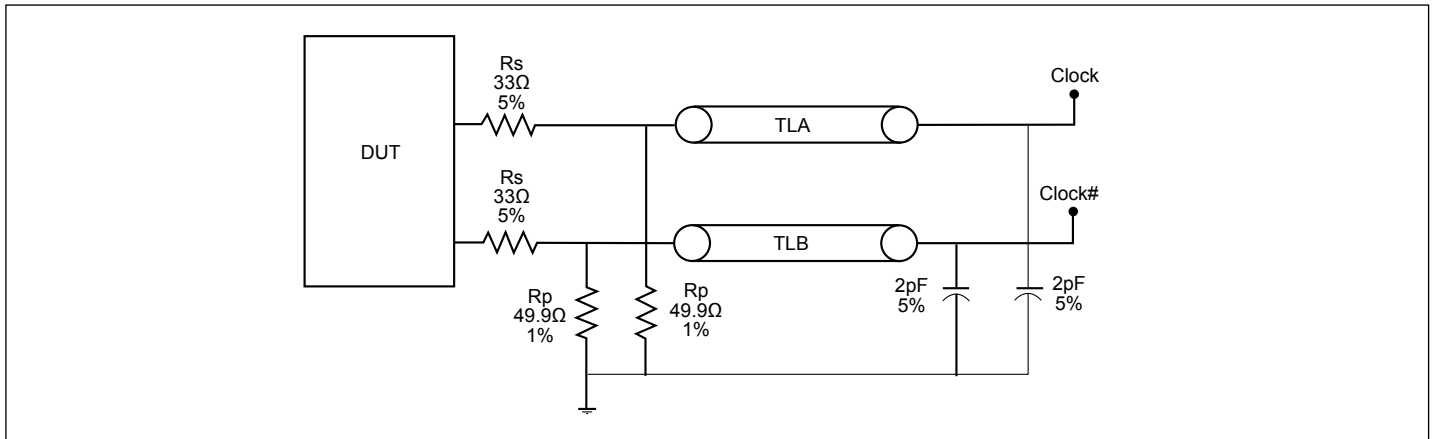 Rs
33Ω
5%
Clock
TLA
DUT
Rs
33Ω
5%
Clock#
TLB
Rp
49.9Ω
1%
Rp
49.9Ω
1%
2pF
5%
2pF
5%